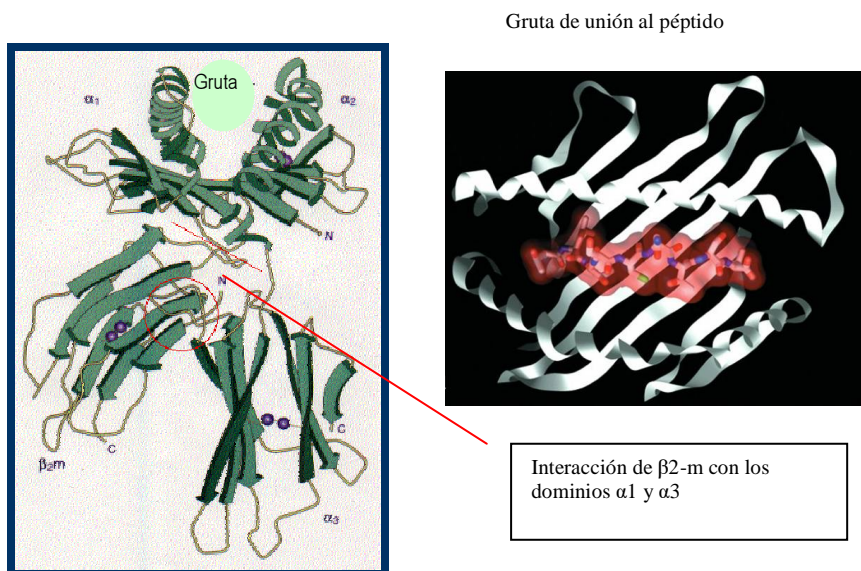 Gruta de unión al péptido
Gruta
α1
α2
N
N
C
C
β2m
α3
Interacción de β2-m con los
dominios α1 y α3